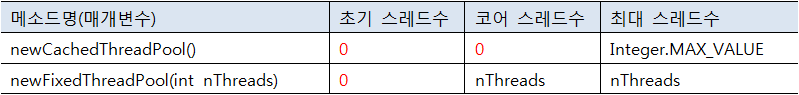 메소드명(매개변수) 초기 스레드수 코어 스레드수 최대 스레드수
newCachedThreadPool() 0 0 Integer.MAX_VALUE
newFixedThreadPool(int nThreads) 0 nThreads nThreads